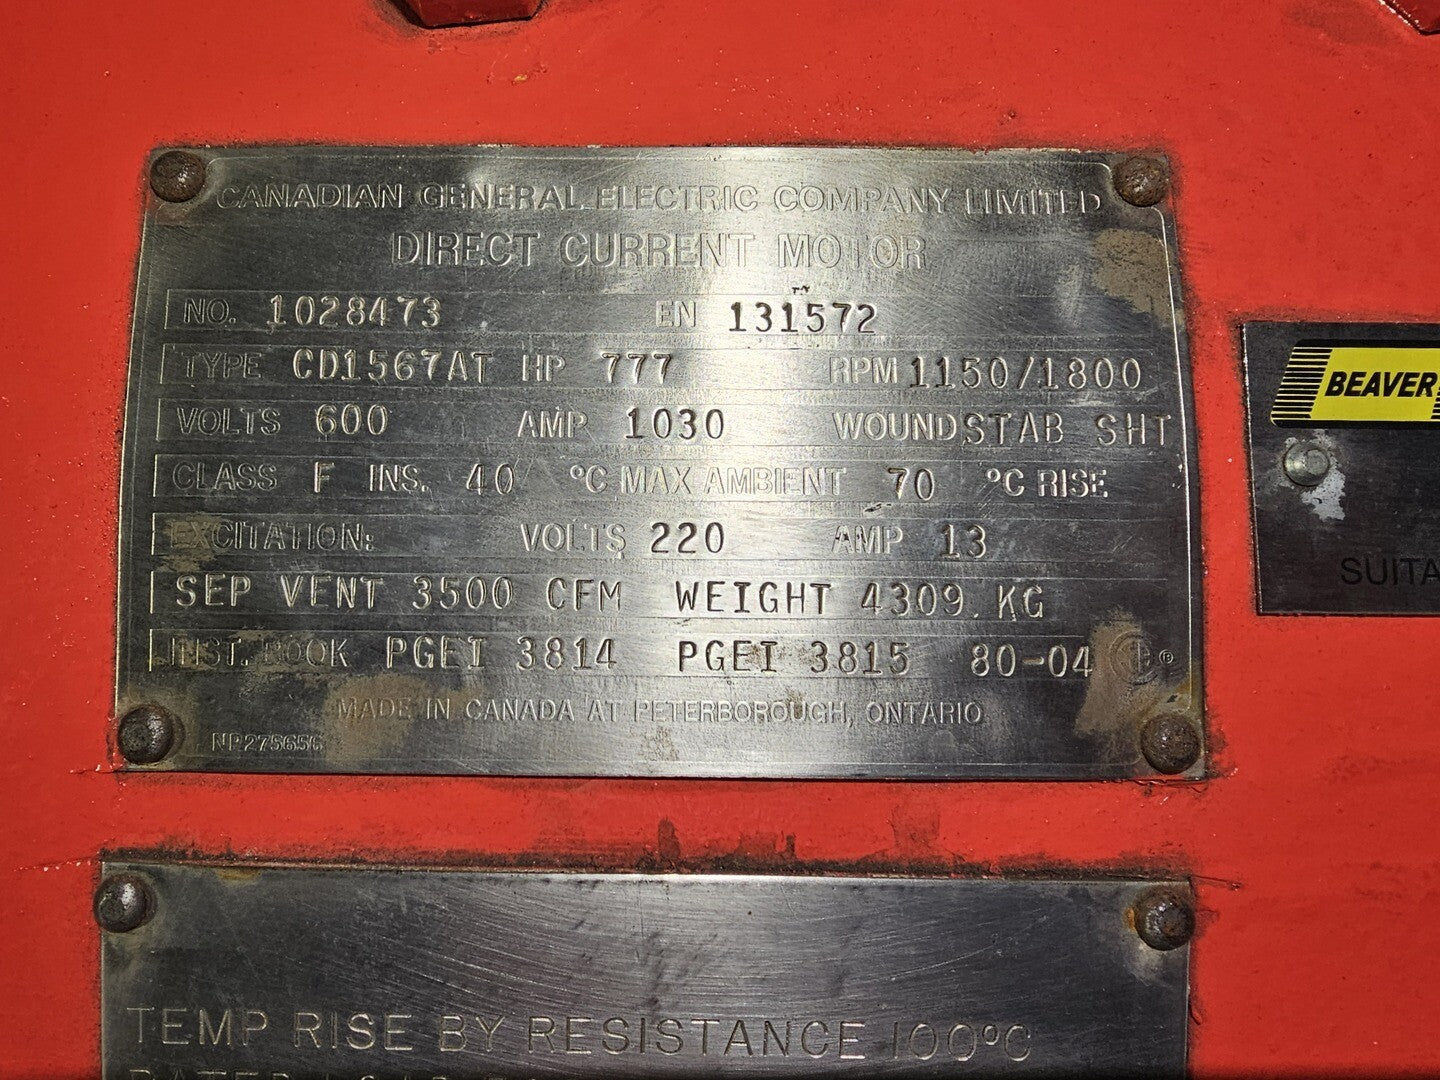 CANADIAN GENERAL ELECTRIC COMPANY LIMITED
DIRECT CURRENT MOTOR
NO. 1028473 EN 131572
TYPE CD1567AT HP 777 RPM 1150/1800
VOLTS 600 AMP 1030 WOUND STAB SHT
CLASS F INS. 40 °C MAX AMBIENT 70 °C RISE
EXCITATION: VOLTS 220 AMP 13
SEP VENT 3500 CFM WEIGHT 4309 KG
INST. BOOK PGEI 3814 PGEI 3815 80-04 ®
MADE IN CANADA AT PETERBOROUGH, ONTARIO
NP 275656
BEAVER
SUITA
TEMP RISE BY RESISTANCE 100°C